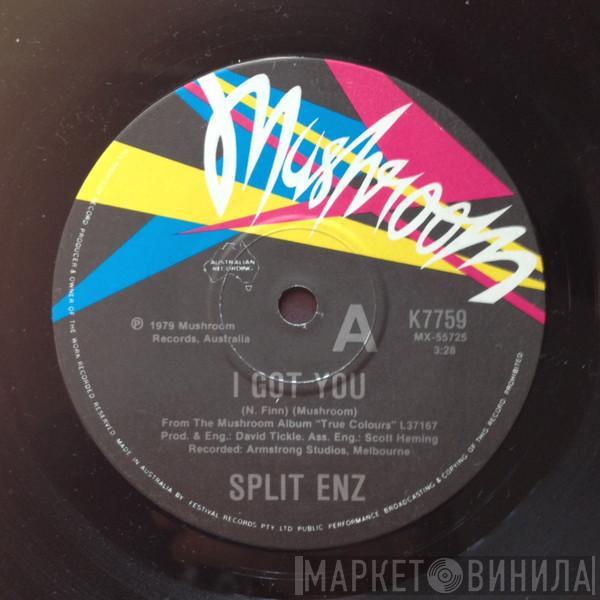 Mushroom
AUSTRALIAN
RECORDING
℗ 1979 Mushroom
Records, Australia
A
K7759
MX-55725
3:28
I GOT YOU
(N. Finn) (Mushroom)
From The Mushroom Album "True Colours" L37167
Prod. & Eng.: David Tickle. Ass. Eng.: Scott Heming
Recorded: Armstrong Studios, Melbourne
SPLIT ENZ
RECORD PRODUCER & OWNER OF THE WORK RECORDED RESERVED MADE IN AUSTRALIA BY FESTIVAL RECORDS PTY LTD PUBLIC PERFORMANCE BROADCASTING & COPYING OF THIS RECORD PROHIBITED
МАРКЕТ ВИНИЛА